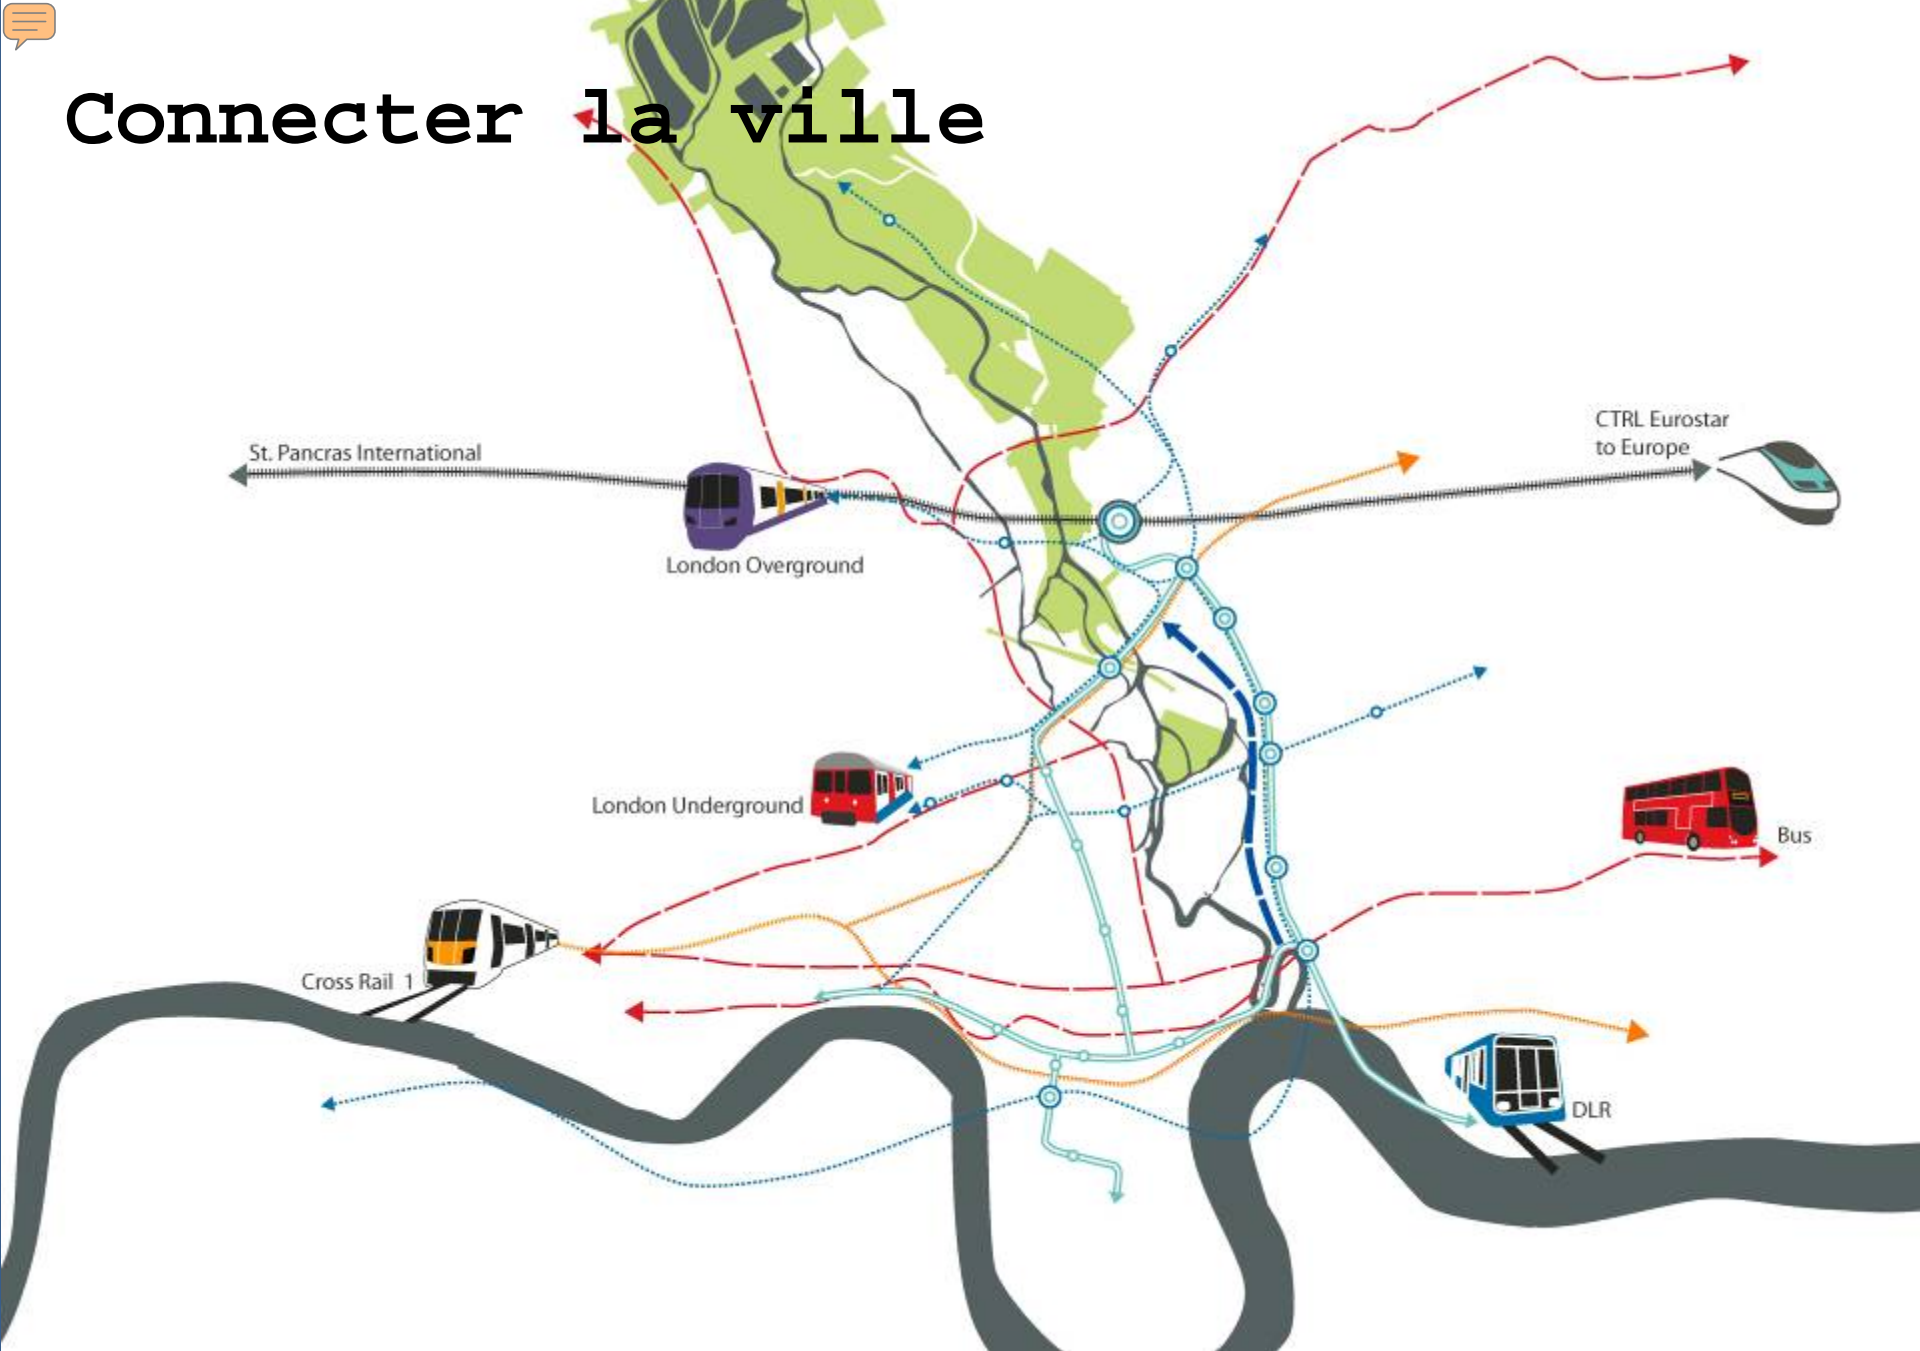 Connecter la ville
St. Pancras International
CTRL Eurostar
to Europe
London Overground
London Underground
Bus
Cross Rail 1
DLR